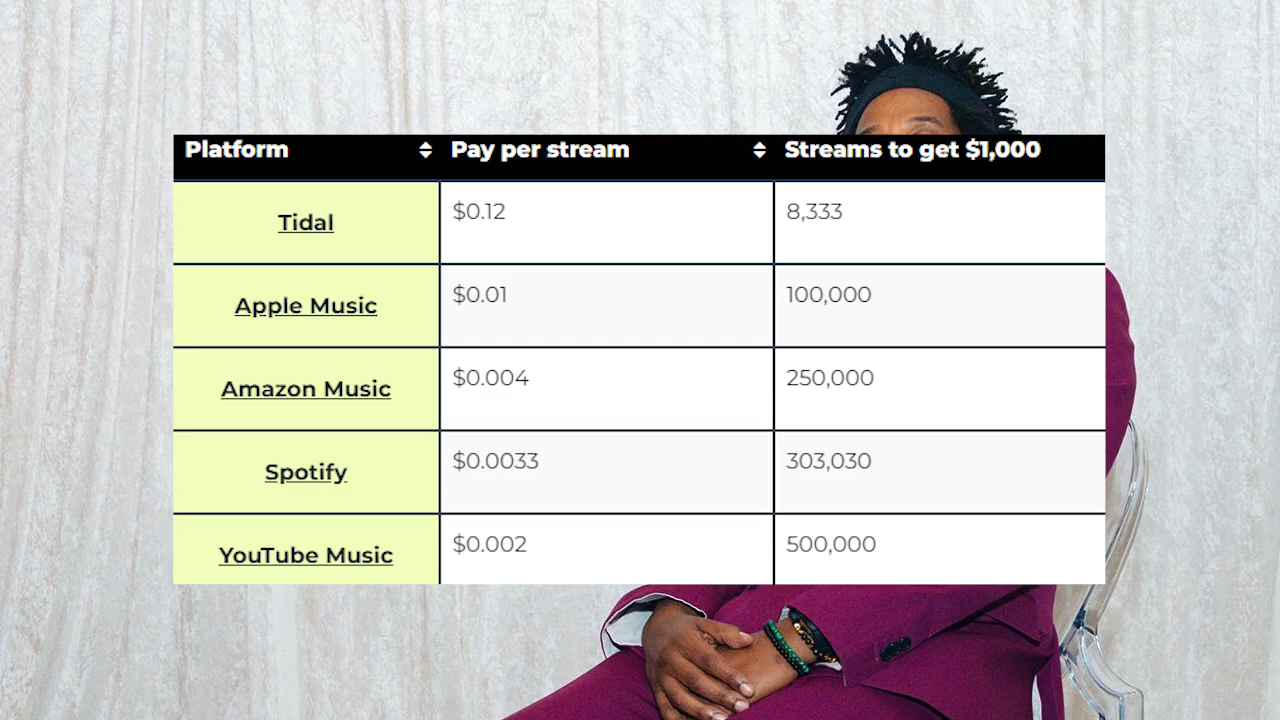 Platform Pay per stream Streams to get $1,000
Tidal $0.12 8,333
Apple Music $0.01 100,000
Amazon Music $0.004 250,000
Spotify $0.0033 303,030
YouTube Music $0.002 500,000